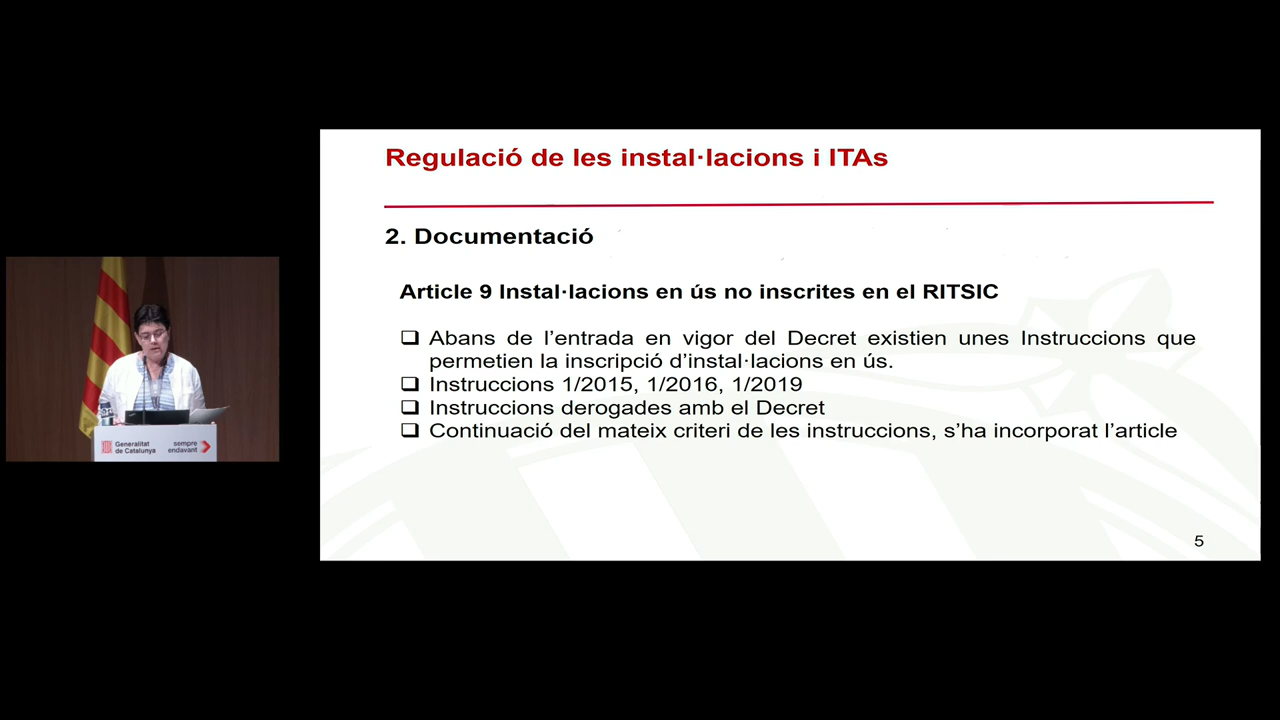 Regulació de les instal·lacions i ITAs
2. Documentació
Article 9 Instal·lacions en ús no inscrites en el RITSIC
❑ Abans de l’entrada en vigor del Decret existien unes Instruccions que
permetien la inscripció d’instal·lacions en ús.
❑ Instruccions 1/2015, 1/2016, 1/2019
❑ Instruccions derogades amb el Decret
❑ Continuació del mateix criteri de les instruccions, s’ha incorporat l’article
5
Generalitat
de Catalunya
sempre
endavant